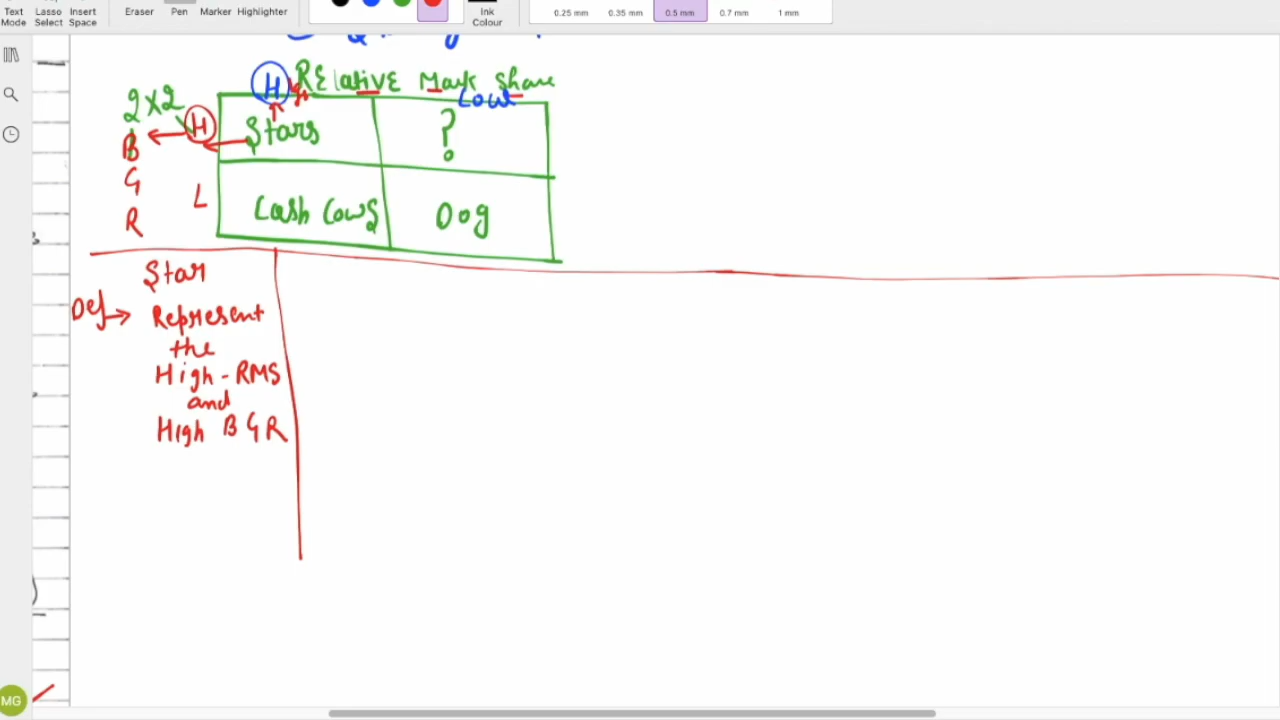 Text Mode
Lasso Select
Insert Space
Eraser
Pen
Marker
Highlighter
Ink Colour
0.25 mm
0.35 mm
0.5 mm
0.7 mm
1 mm
H Relative Mark Share
Low
2x2
H
Stars
?
B
G
R
L
Cash Cows
Dog
Star
Def → Represent
the
High - RMS
and
High B G R
MG